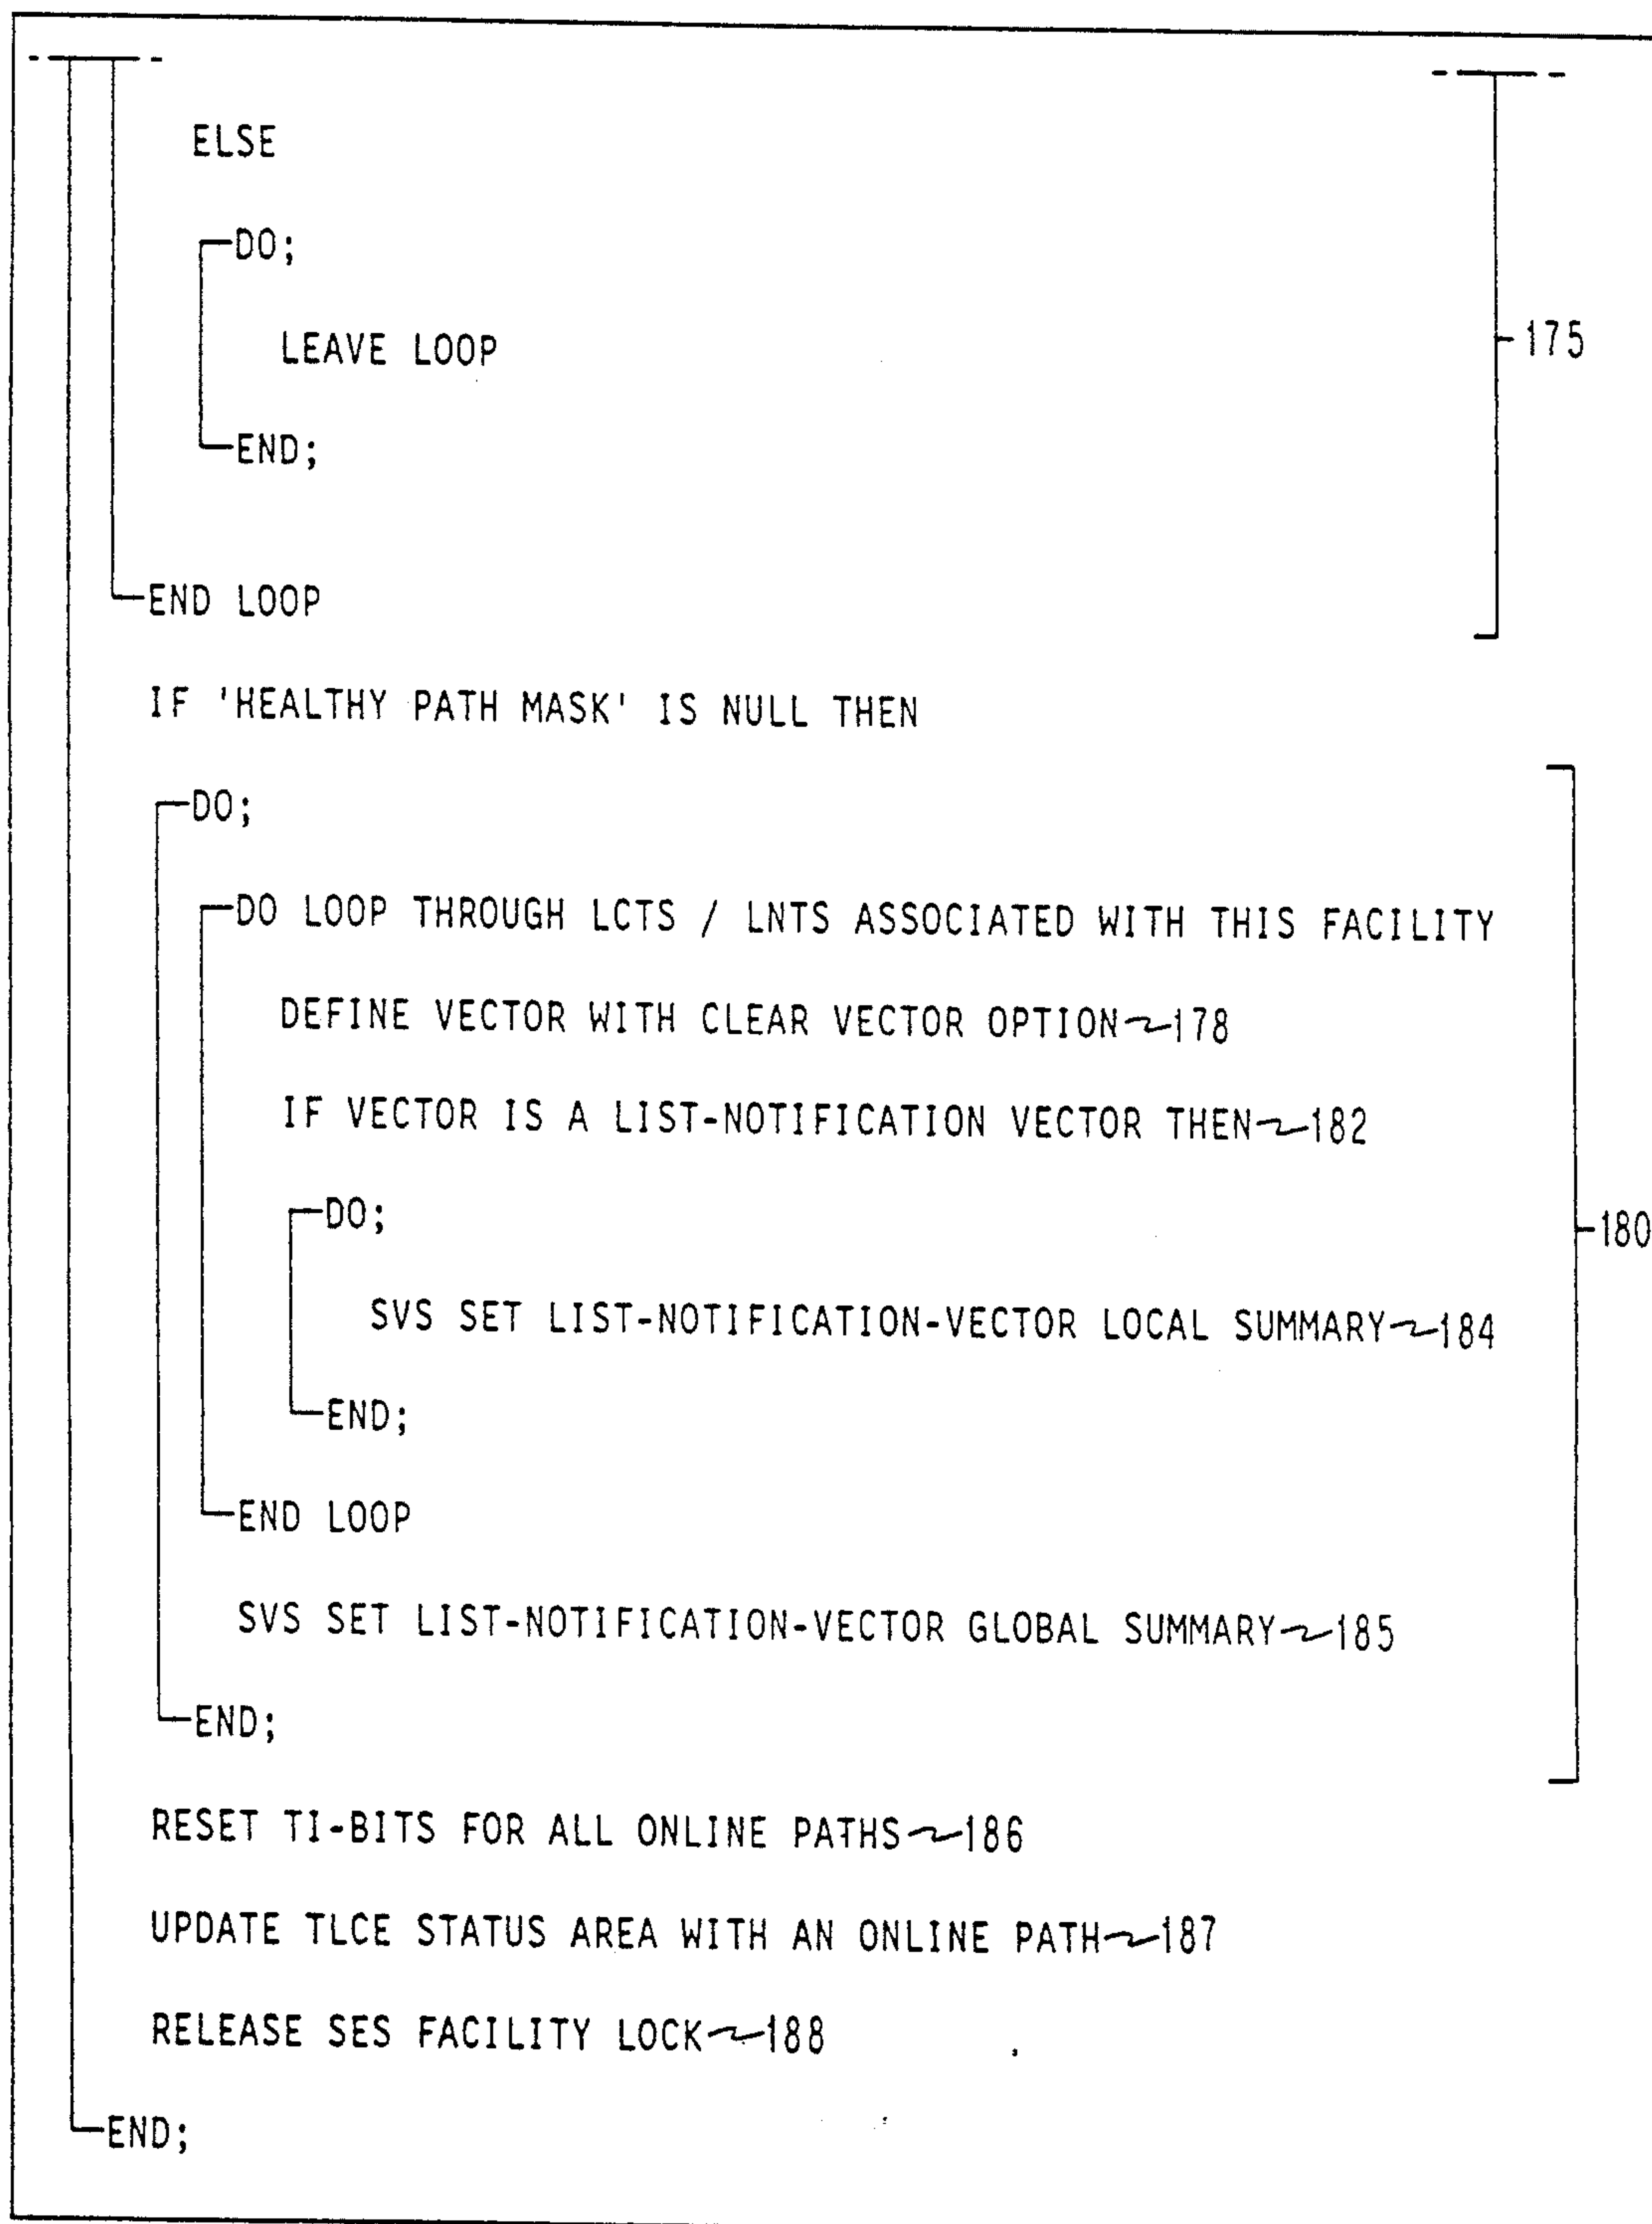 ELSE
DO;
LEAVE LOOP
175
END;
END LOOP
IF 'HEALTHY PATH MASK' IS NULL THEN
DO;
DO LOOP THROUGH LCTS / LNTS ASSOCIATED WITH THIS FACILITY
DEFINE VECTOR WITH CLEAR VECTOR OPTION 178
IF VECTOR IS A LIST-NOTIFICATION VECTOR THEN 182
DO;
180
SVS SET LIST-NOTIFICATION-VECTOR LOCAL SUMMARY 184
END;
END LOOP
SVS SET LIST-NOTIFICATION-VECTOR GLOBAL SUMMARY 185
END;
RESET TI-BITS FOR ALL ONLINE PATHS 186
UPDATE TLCE STATUS AREA WITH AN ONLINE PATH 187
RELEASE SES FACILITY LOCK 188
END;